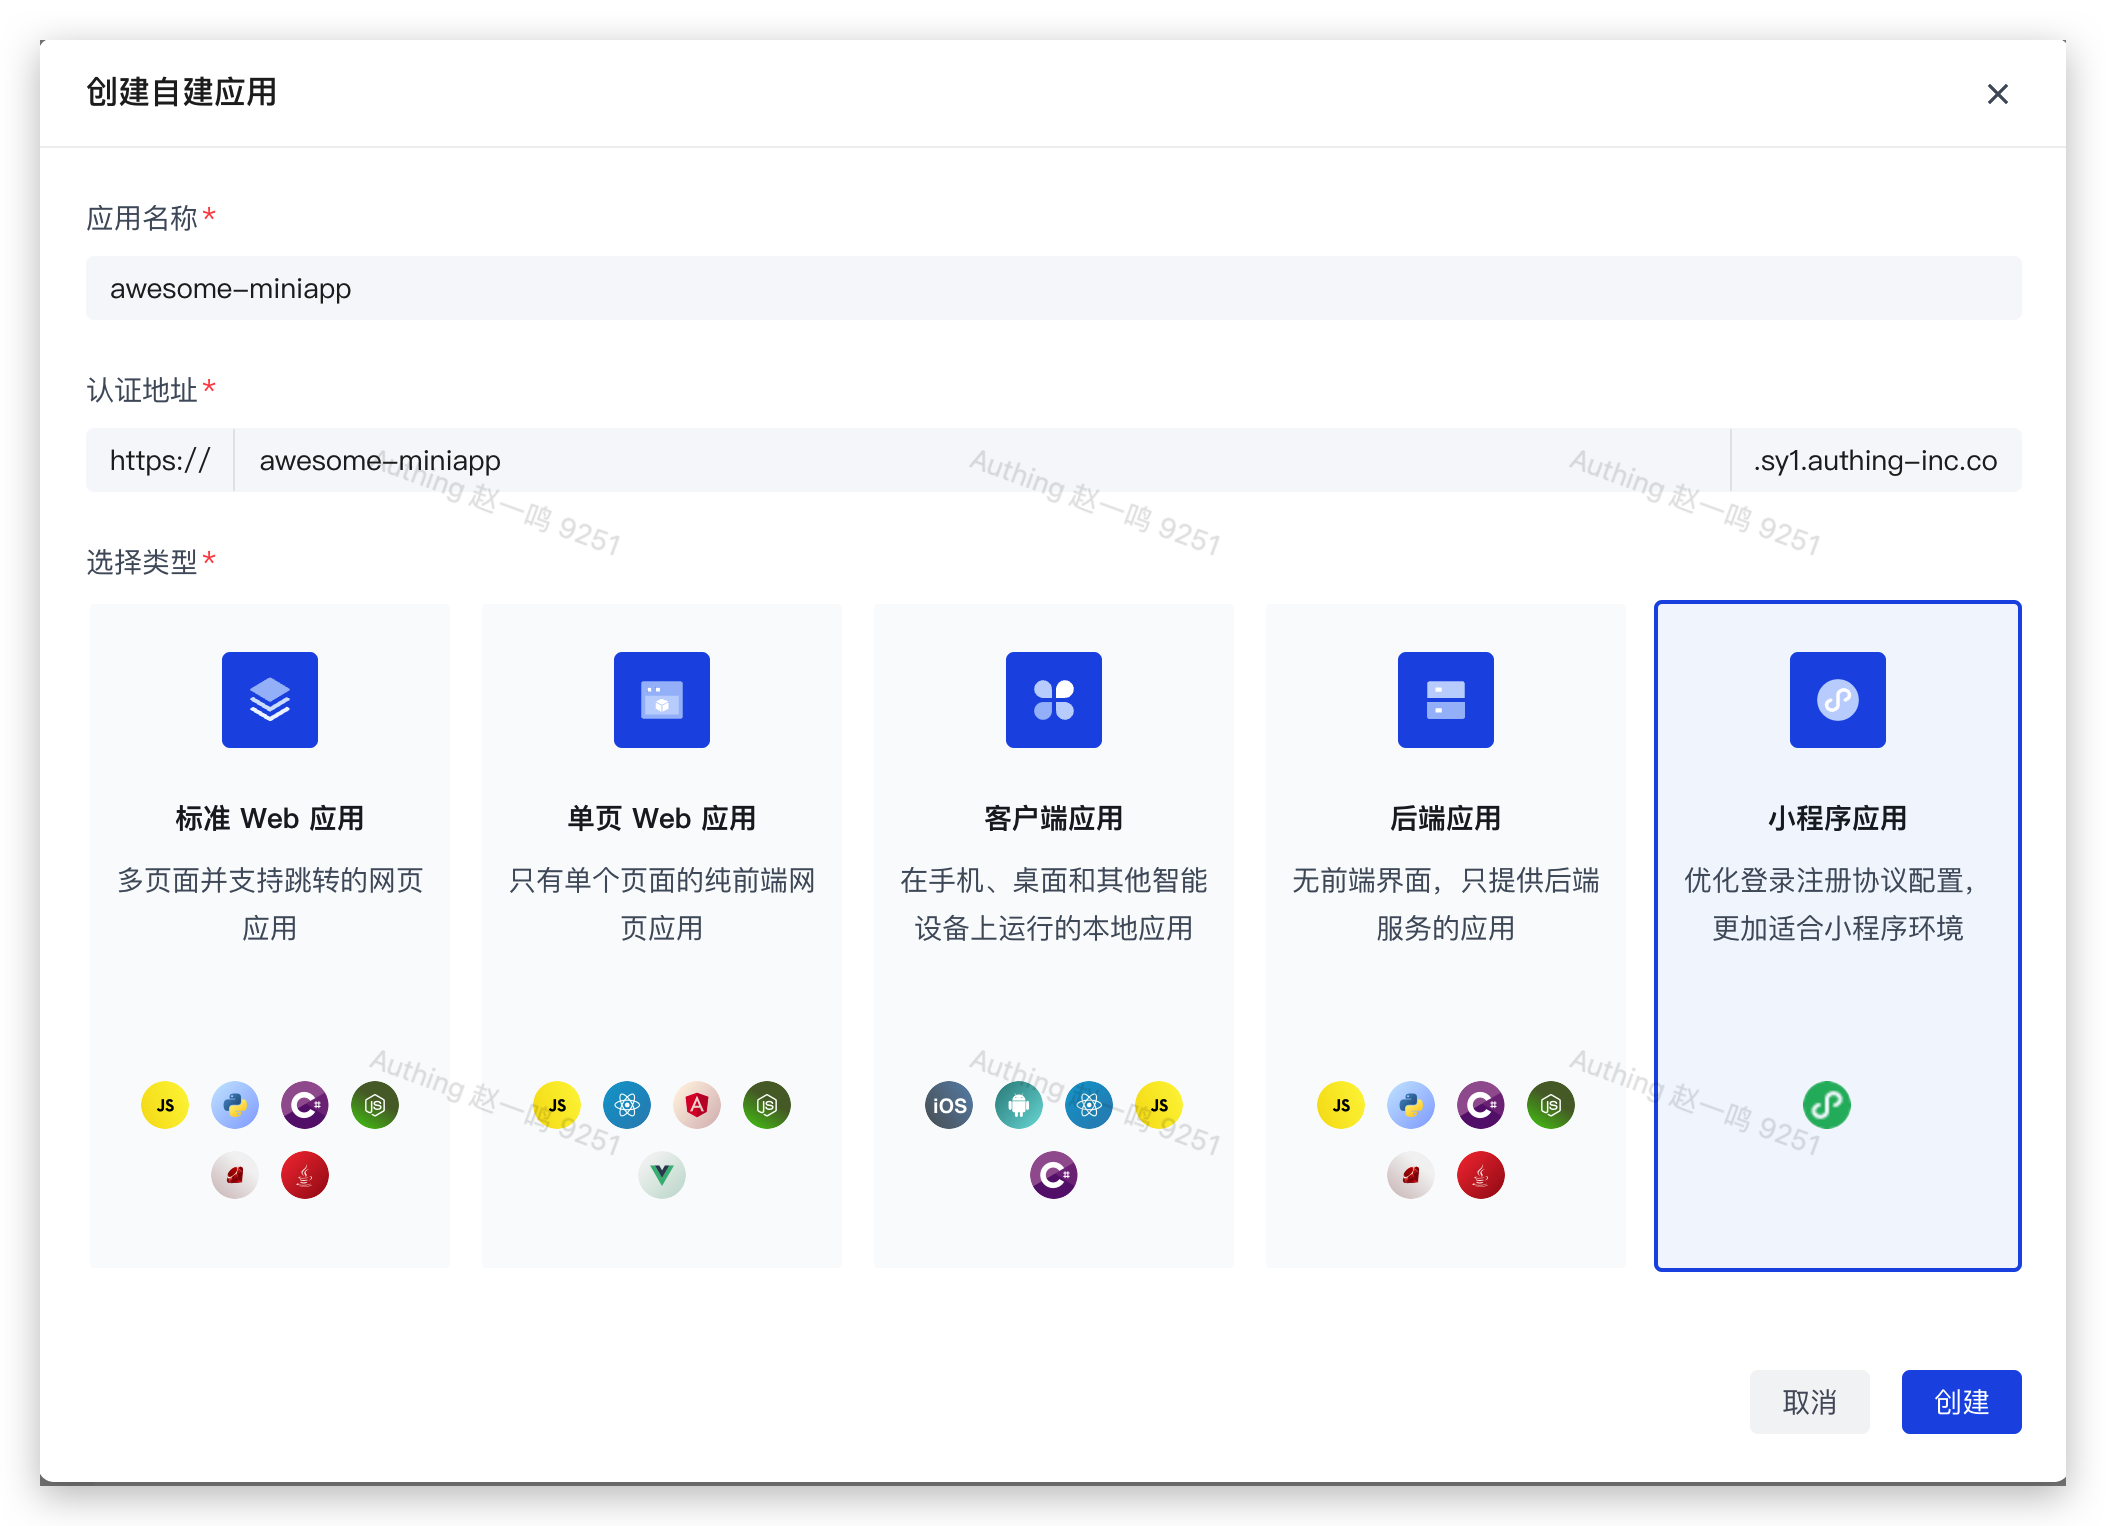 创建自建应用
应用名称*
awesome-miniapp
认证地址*
https:// awesome-miniapp .sy1.authing-inc.co
Authing 赵一鸣 9251 Authing 赵一鸣 9251 Authing 赵一鸣 9251
选择类型*
标准 Web 应用
多页面并支持跳转的网页
应用
JS C# JS
单页 Web 应用
只有单个页面的纯前端网
页应用
JS A JS
客户端应用
在手机、桌面和其他智能
设备上运行的本地应用
iOS JS
C#
后端应用
无前端界面，只提供后端
服务的应用
JS C# JS
小程序应用
优化登录注册协议配置，
更加适合小程序环境
Authing 赵一鸣 9251 Authing 赵一鸣 9251 Authing 赵一鸣 9251
取消 创建